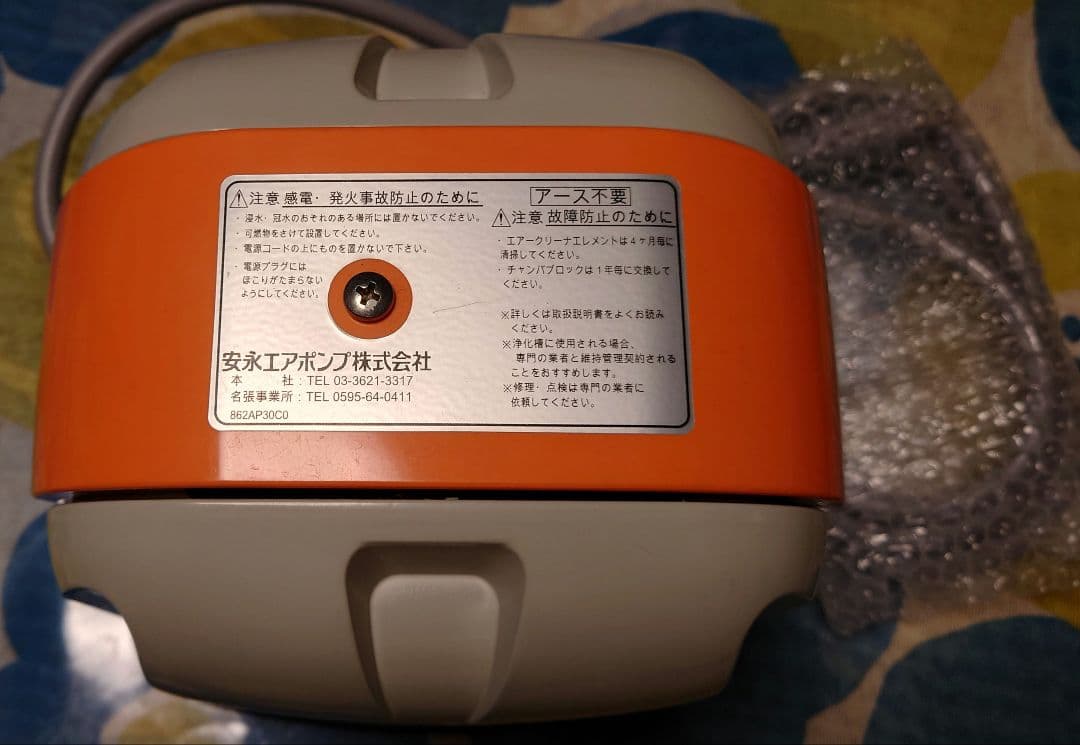 ⚠注意 感電・発火事故防止のために
・浸水・冠水のおそれのある場所には置かないでください。
・可燃物をさけて設置してください。
・電源コードの上にものを置かないで下さい。
・電源プラグには
ほこりがたまらない
ようにしてください。
安永エアポンプ株式会社
本 社:TEL 03-3621-3317
名張事業所:TEL 0595-64-0411
862AP30C0
アース不要
⚠注意 故障防止のために
・エアークリーナエレメントは4ヶ月毎に
清掃してください。
・チャンバブロックは1年毎に交換して
ください。
※詳しくは取扱説明書をよくお読み
ください。
※浄化槽に使用される場合、
専門の業者と維持管理契約される
ことをおすすめします。
※修理・点検は専門の業者に
依頼してください。